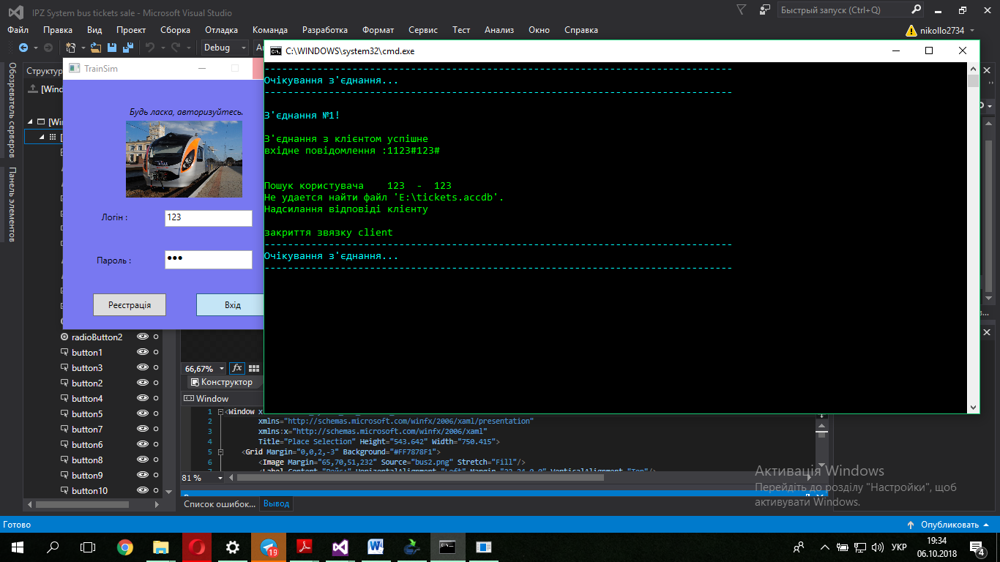 IPZ System bus tickets sale - Microsoft Visual Studio
Быстрый запуск (Ctrl+Q)
Файл Правка Вид Проект Сборка Отладка Команда Разработка Формат Сервис Тест Анализ Окно Справка
nikollo2734
Debug
C:\WINDOWS\system32\cmd.exe
Обозреватель серверов
Панель элементов
Структур
TrainSim
Будь ласка, авторизуйтесь.
Логін :
123
Пароль :
•••
Реєстрація
Вхід
--------------------------------------------------------------------------------
Очікування з'єднання...
--------------------------------------------------------------------------------
З'єднання №1!
З'єднання з клієнтом успішне
вхідне повідомлення :1123#123#
Пошук користувача    123  -  123
Не удается найти файл 'E:\tickets.accdb'.
Надсилання відповіді клієнту
закриття звязку client
--------------------------------------------------------------------------------
Очікування з'єднання...
--------------------------------------------------------------------------------
radioButton2
button1
button3
button2
button4
button5
button7
button6
button8
button9
button10
66,67%
fx
Конструктор
Window
1 <Window x
2 xmlns="http://schemas.microsoft.com/winfx/2006/xaml/presentation"
3 xmlns:x="http://schemas.microsoft.com/winfx/2006/xaml"
4 Title="Place Selection" Height="543.642" Width="750.415">
5 <Grid Margin="0,0,2,-3" Background="#FF7878F1">
6 <Image Margin="65,70,51,232" Source="bus2.png" Stretch="Fill"/>
81 %
Список ошибок...
Вывод
Активація Windows
Перейдіть до розділу "Настройки", щоб
активувати Windows.
Готово
Опубликовать
19
УКР
19:34
06.10.2018
4